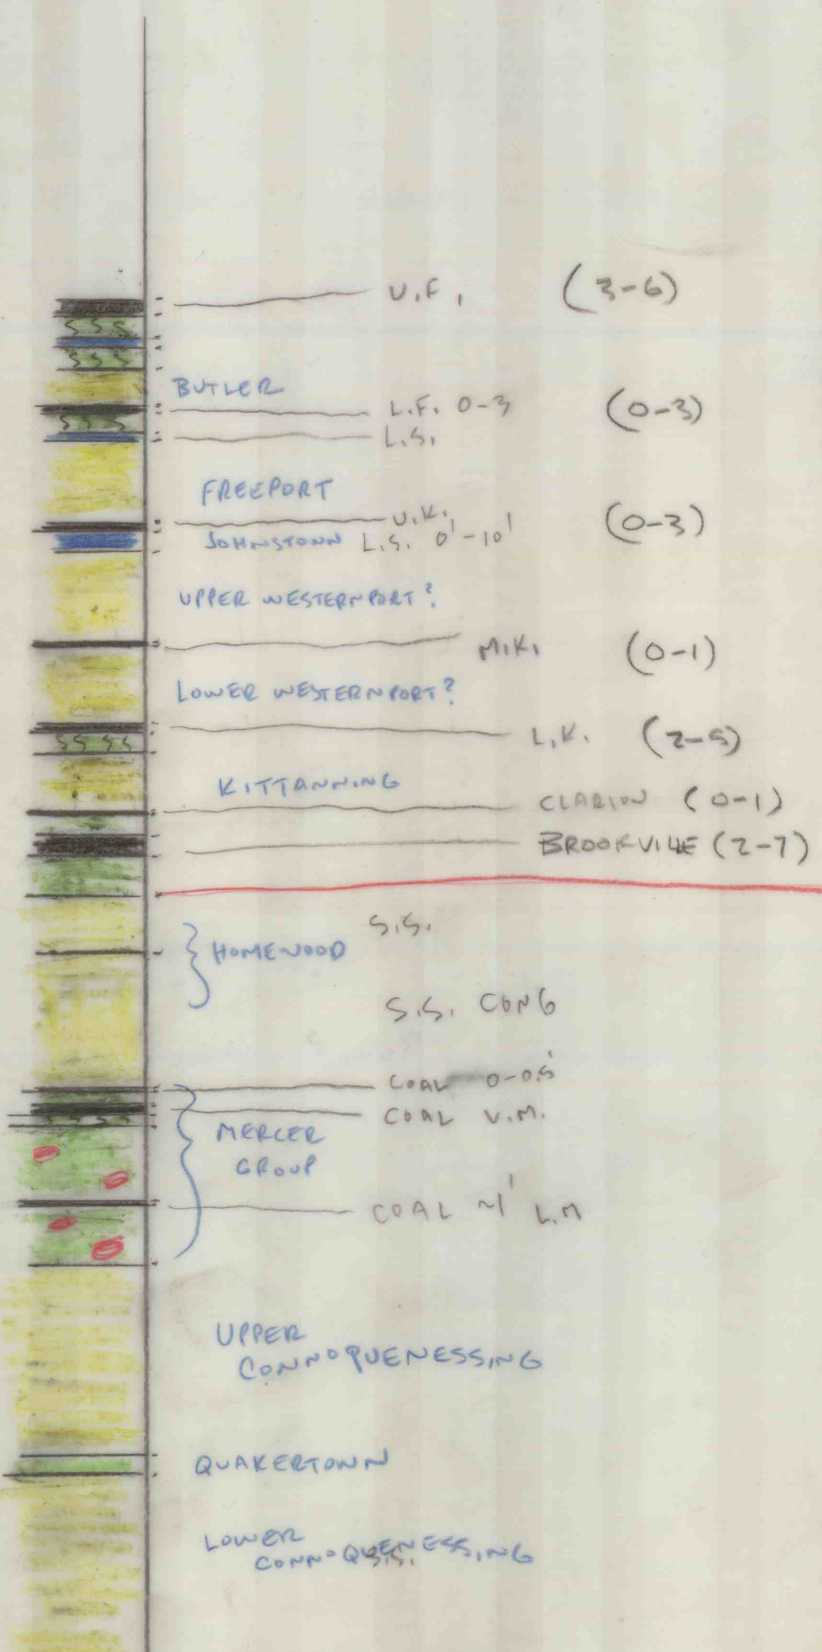 U.F. (3-6)
BUTLER
L.F. 0-3 (0-3)
L.S.
FREEPORT
U.K. (0-3)
JOHNSTOWN L.S. 0'-10'
UPPER WESTERNPORT?
M.K. (0-1)
LOWER WESTERNPORT?
L.K. (2-5)
KITTANNING
CLARION (0-1)
BROOKVILLE (2-7)
S.S.
HOMEWOOD
S.S. CONG
COAL 0-0.5'
COAL U.M.
MERCER
GROUP
COAL ~1' L.M
UPPER
CONNOQUENESSING
QUAKERTOWN
LOWER
CONNOQUENESSING
S.S.